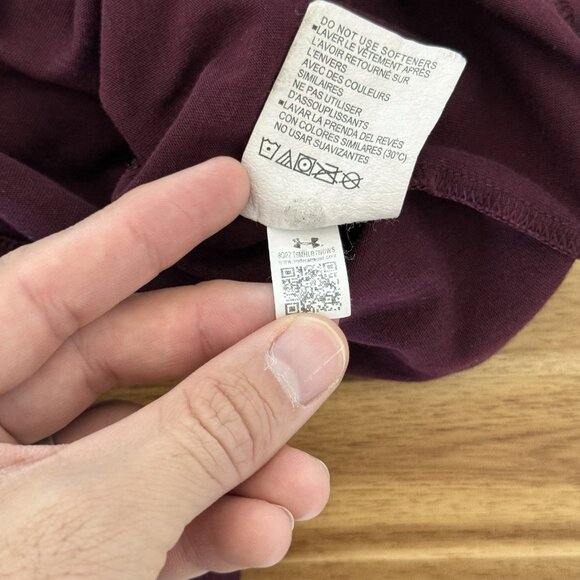 DO NOT USE SOFTENERS
▪LAVER LE VÊTEMENT APRÈS
L'AVOIR RETOURNÉ SUR
L'ENVERS
AVEC DES COULEURS
SIMILAIRES
NE PAS UTILISER
D'ASSOUPLISSANTS
▪LAVAR LA PRENDA DEL REVÉS
CON COLORES SIMILARES (30°C)
NO USAR SUAVIZANTES